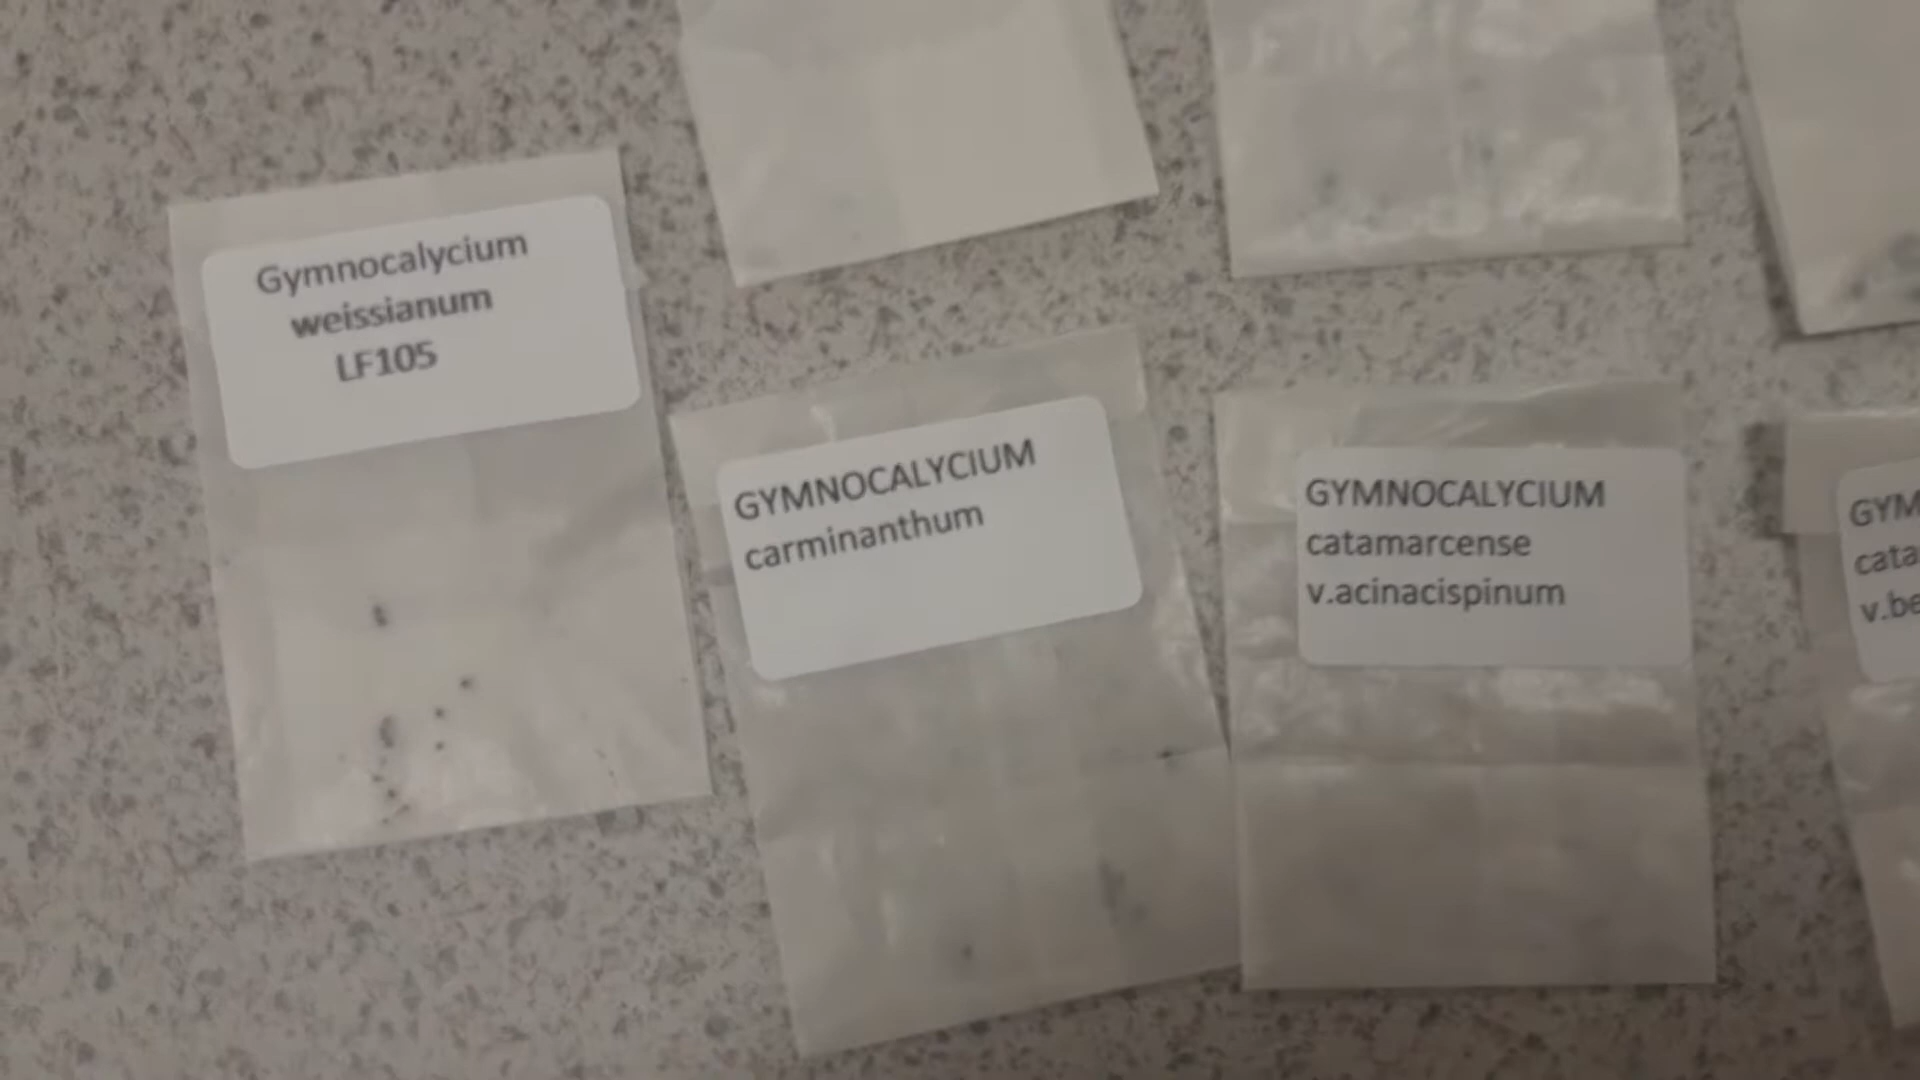 Gymnocalycium
weissianum
LF105
GYMNOCALYCIUM
carminanthum
GYMNOCALYCIUM
catamarcense
v.acinacispinum